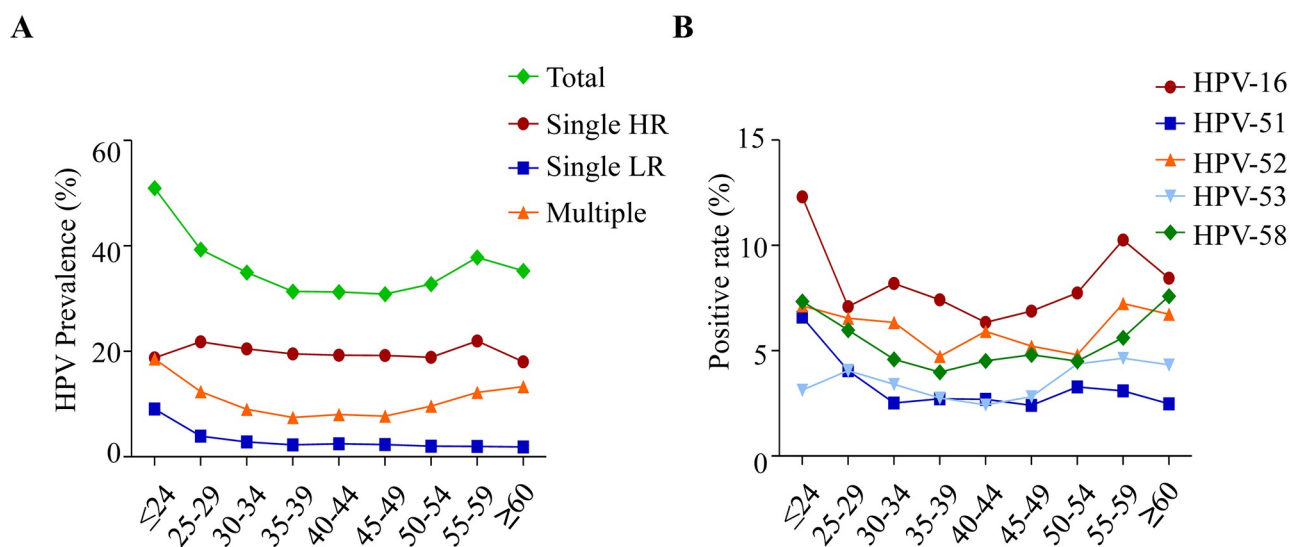 A
Total
Single HR
Single LR
Multiple
HPV Prevalence (%)
60
40
20
0
≤24
25-29
30-34
35-39
40-44
45-49
50-54
55-59
≥60
B
HPV-16
HPV-51
HPV-52
HPV-53
HPV-58
Positive rate (%)
15
10
5
0
≤24
25-29
30-34
35-39
40-44
45-49
50-54
55-59
≥60